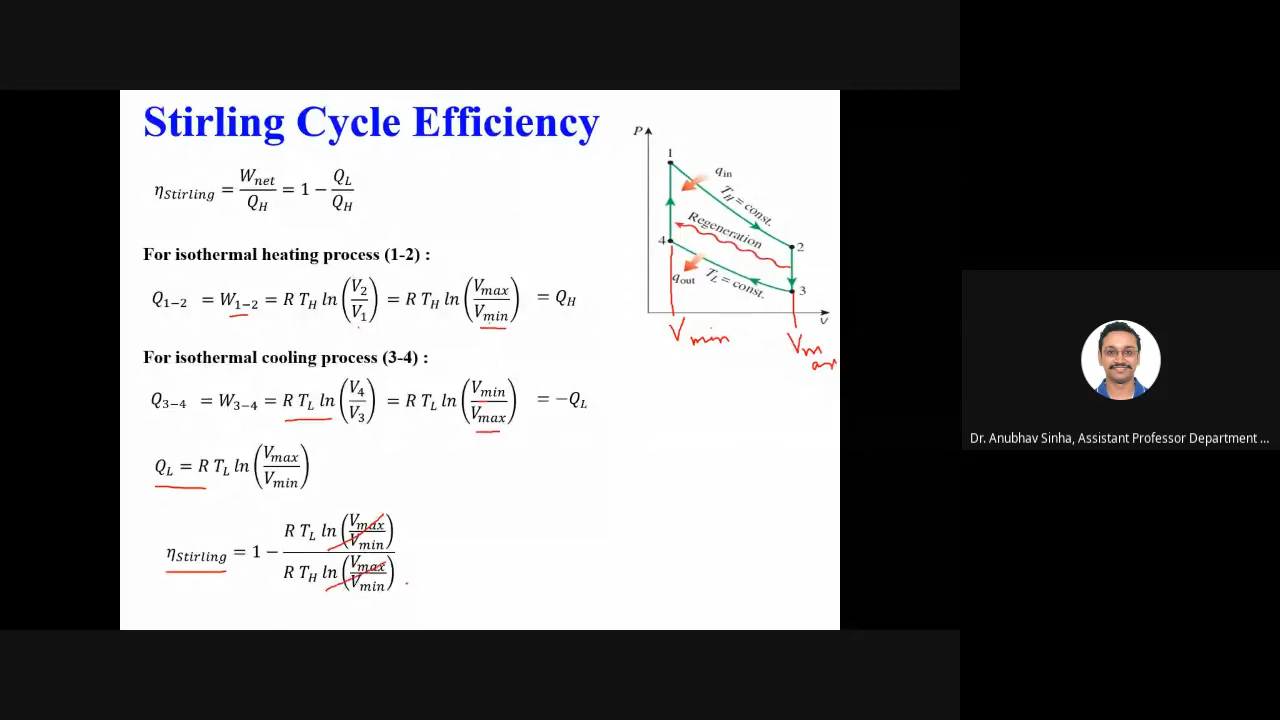 Stirling Cycle Efficiency
η_Stirling = W_net / Q_H = 1 − Q_L / Q_H
For isothermal heating process (1-2) :
Q_1−2 = W_1−2 = R T_H ln (V_2 / V_1) = R T_H ln (V_max / V_min) = Q_H
For isothermal cooling process (3-4) :
Q_3−4 = W_3−4 = R T_L ln (V_4 / V_3) = R T_L ln (V_min / V_max) = −Q_L
Q_L = R T_L ln (V_max / V_min)
η_Stirling = 1 − R T_L ln (V_max / V_min) / R T_H ln (V_max / V_min)
P
1
q_in
T_H = const.
Regeneration
2
4
q_out
T_L = const.
3
v
V min
V max
Dr. Anubhav Sinha, Assistant Professor Department ...